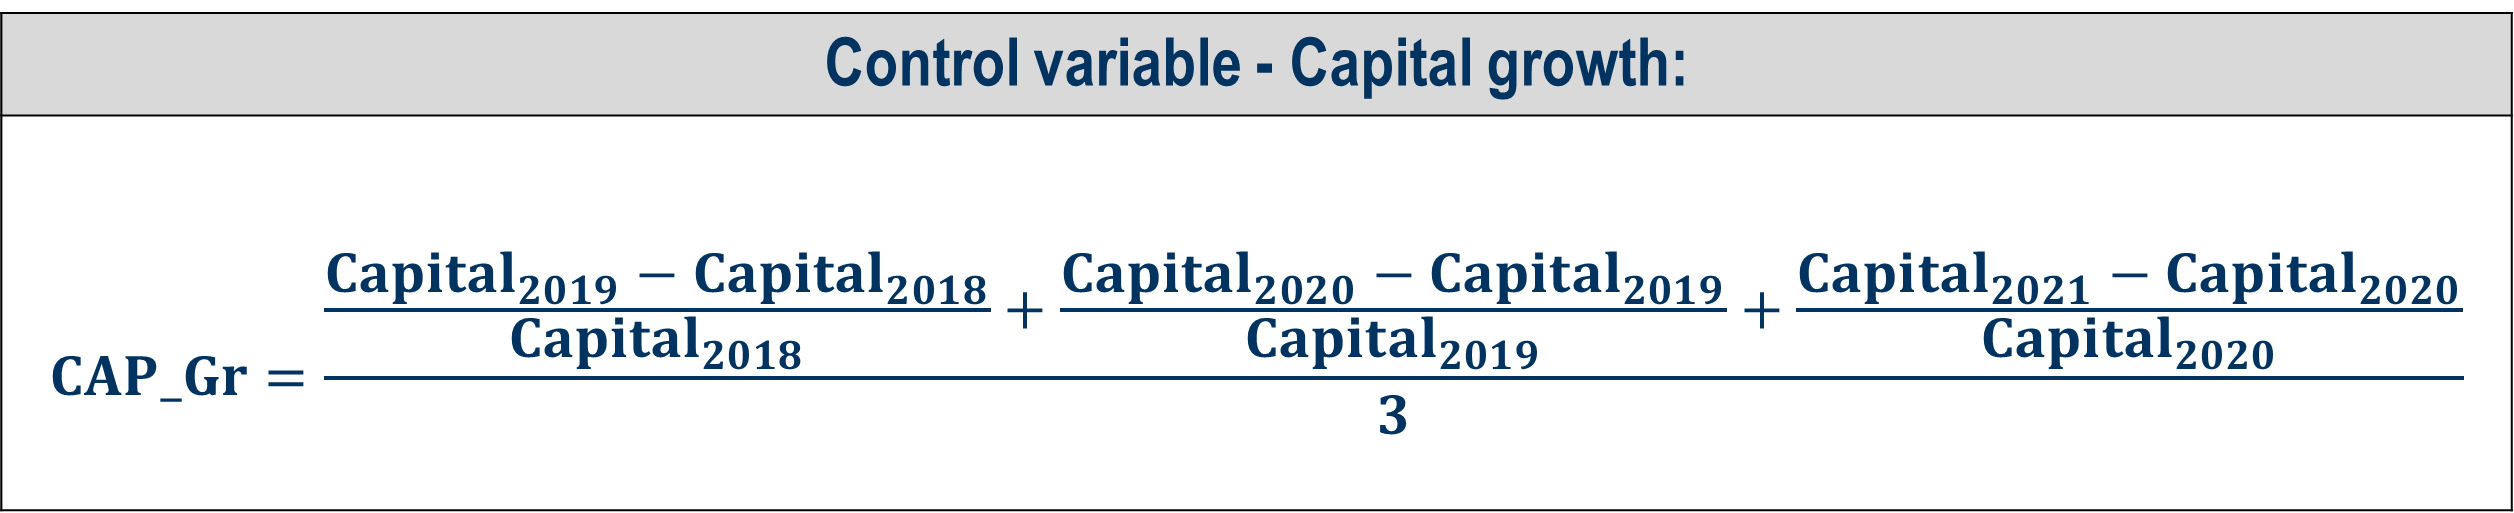 Control variable - Capital growth:
Capital₂₀₁₉ − Capital₂₀₁₈ Capital₂₀₂₀ − Capital₂₀₁₉ Capital₂₀₂₁ − Capital₂₀₂₀
+ +
Capital₂₀₁₈ Capital₂₀₁₉ Capital₂₀₂₀
CAP_Gr =
3